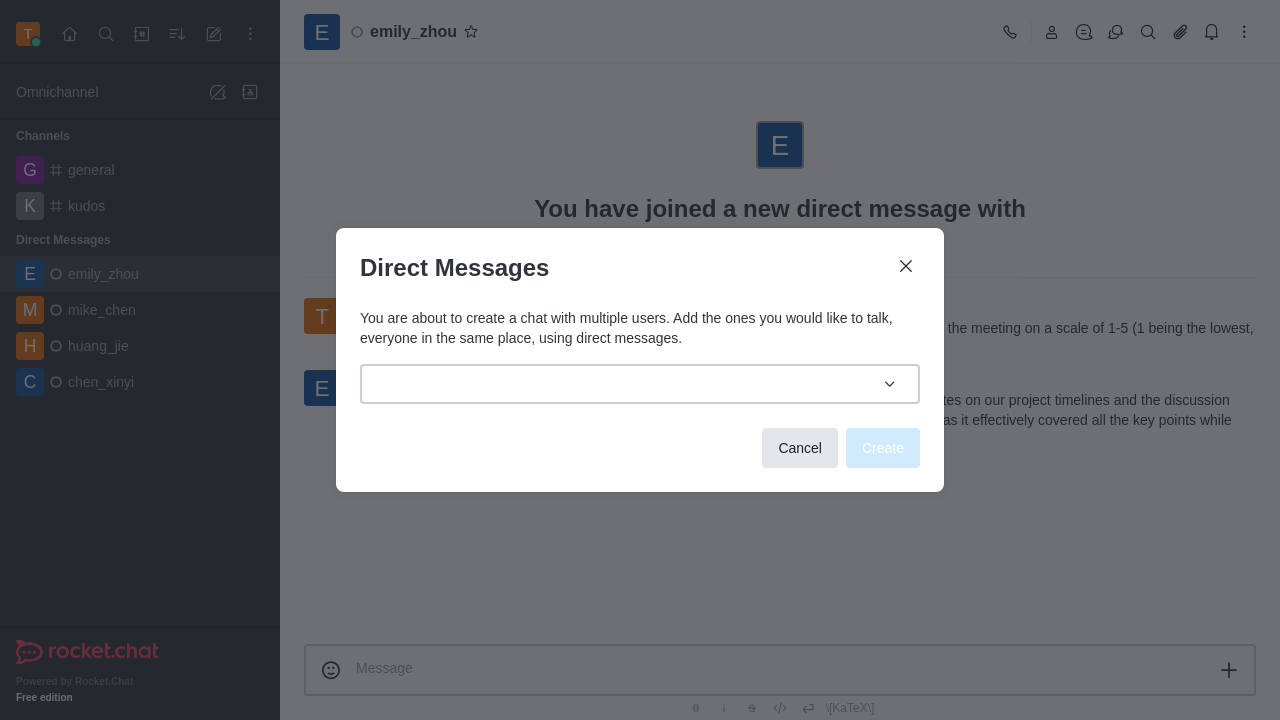 T
E
emily_zhou
Omnichannel
Channels
G general
K kudos
Direct Messages
E emily_zhou
M mike_chen
H huang_jie
C chen_xinyi
rocket.chat
Powered by Rocket.Chat
Free edition
E
You have joined a new direct message with
T
the meeting on a scale of 1-5 (1 being the lowest,
E
tes on our project timelines and the discussion
as it effectively covered all the key points while
Direct Messages
You are about to create a chat with multiple users. Add the ones you would like to talk,
everyone in the same place, using direct messages.
Cancel
Create
Message
B i S </> \[KaTeX\]